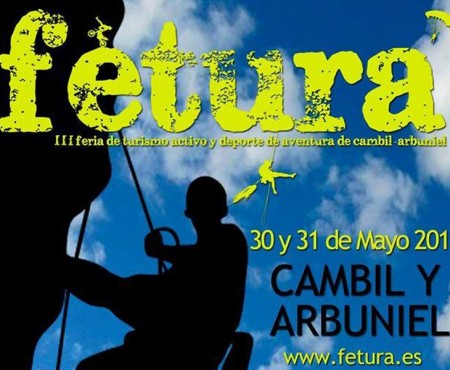 fetura
III feria de turismo activo y deporte de aventura de cambil-arbuniel
30 y 31 de Mayo 201
CAMBIL Y
ARBUNIEL
www.fetura.es